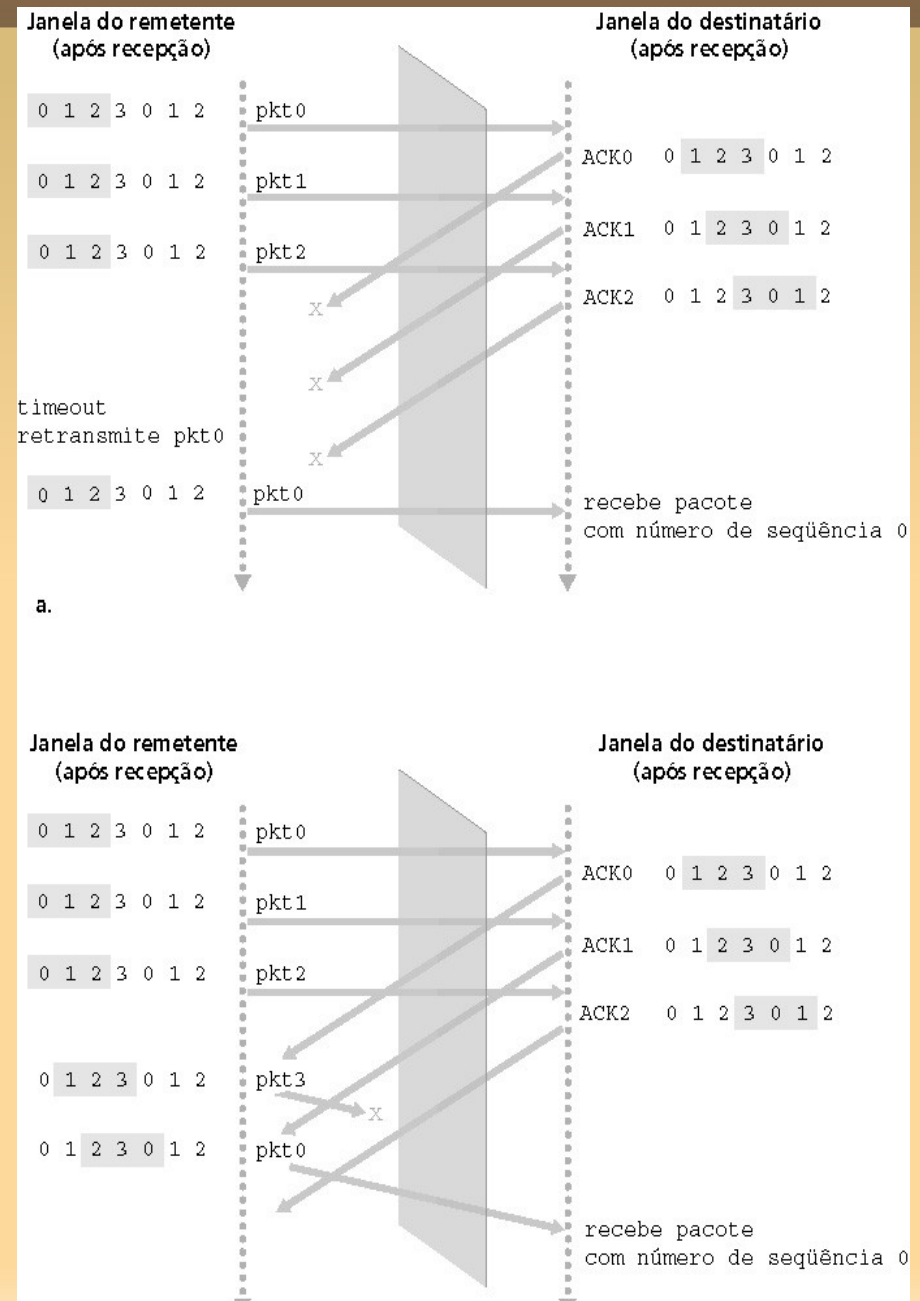 Janela do remetente
(após recepção)
Janela do destinatário
(após recepção)
0 1 2 3 0 1 2
pkt0
ACK0 0 1 2 3 0 1 2
0 1 2 3 0 1 2
pkt1
ACK1 0 1 2 3 0 1 2
0 1 2 3 0 1 2
pkt2
ACK2 0 1 2 3 0 1 2
x
x
timeout
retransmite pkt0
x
0 1 2 3 0 1 2
pkt0
recebe pacote
com número de seqüência 0
a.
Janela do remetente
(após recepção)
Janela do destinatário
(após recepção)
0 1 2 3 0 1 2
pkt0
ACK0 0 1 2 3 0 1 2
0 1 2 3 0 1 2
pkt1
ACK1 0 1 2 3 0 1 2
0 1 2 3 0 1 2
pkt2
ACK2 0 1 2 3 0 1 2
0 1 2 3 0 1 2
pkt3
x
0 1 2 3 0 1 2
pkt0
recebe pacote
com número de seqüência 0